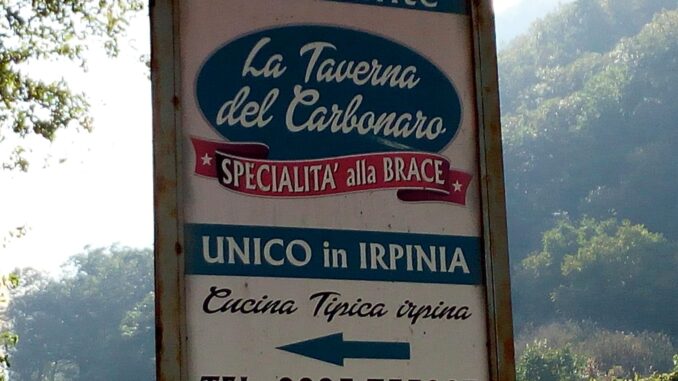 La Taverna
del Carbonaro
SPECIALITA' alla BRACE
UNICO in IRPINIA
Cucina Tipica irpina